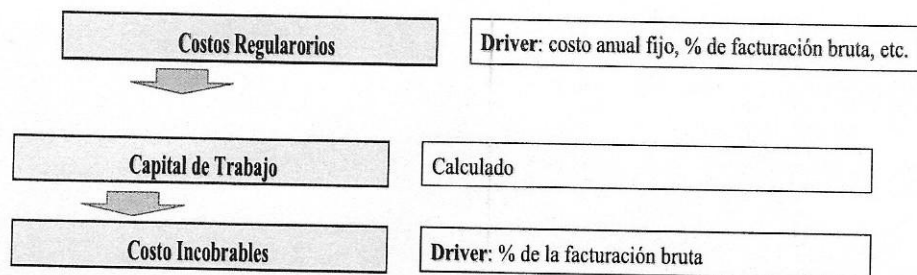 Costos Regularorios
Driver: costo anual fijo, % de facturación bruta, etc.
Capital de Trabajo
Calculado
Costo Incobrables
Driver: % de la facturación bruta